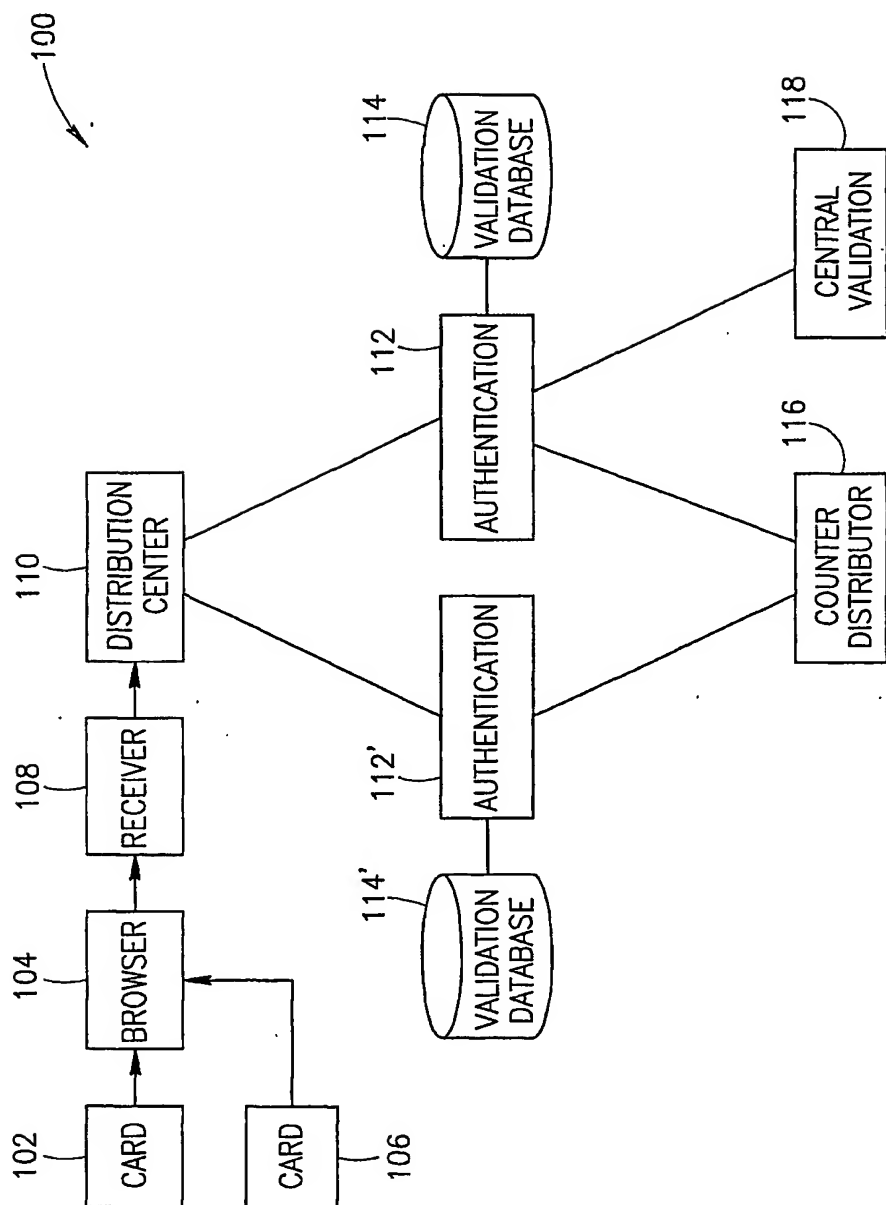 100
102
CARD
104
BROWSER
106
CARD
108
RECEIVER
110
DISTRIBUTION
CENTER
114'
VALIDATION
DATABASE
112'
AUTHENTICATION
112
AUTHENTICATION
114
VALIDATION
DATABASE
116
COUNTER
DISTRIBUTOR
118
CENTRAL
VALIDATION